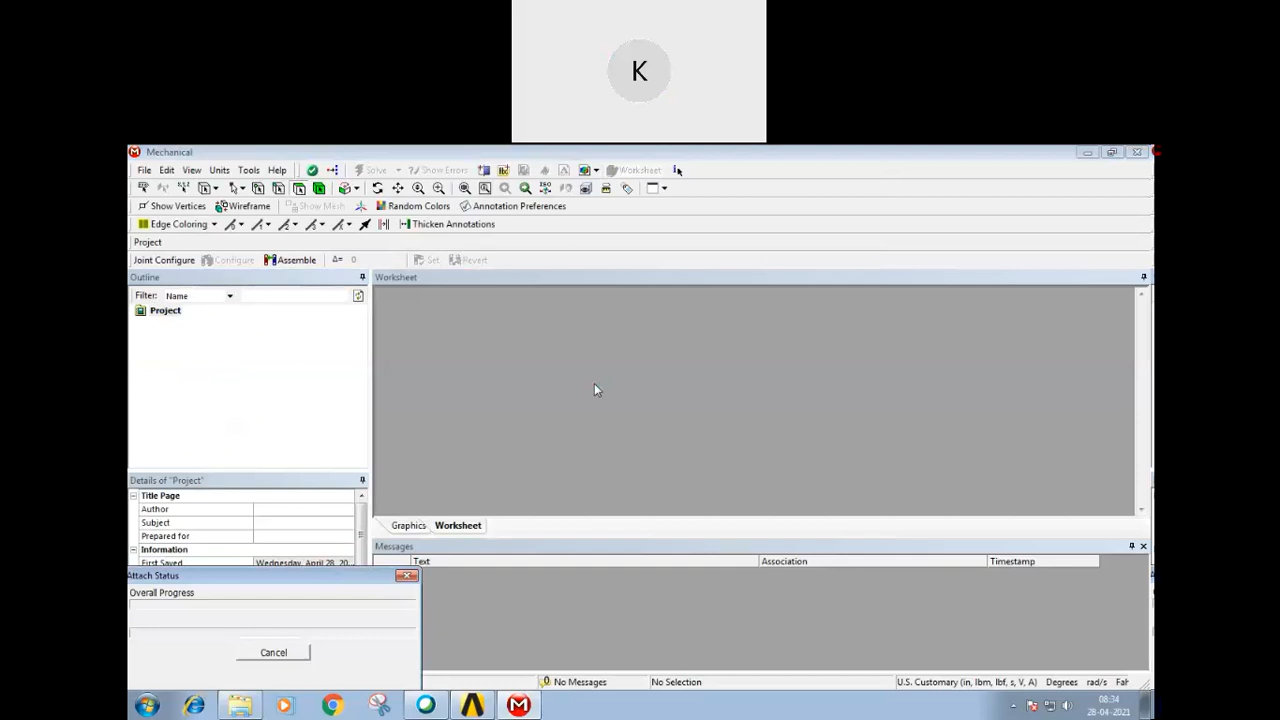 K
Mechanical
File Edit View Units Tools Help Solve Show Errors Worksheet
Show Vertices Wireframe Show Mesh Random Colors Annotation Preferences
Edge Coloring Thicken Annotations
Project
Joint Configure Configure Assemble Δ= 0 Set Revert
Outline
Filter: Name
Project
Worksheet
Graphics Worksheet
Details of "Project"
Title Page
Author
Subject
Prepared for
Information
First Saved Wednesday, April 28, 20...
Messages
Text Association Timestamp
Attach Status
Overall Progress
Cancel
No Messages No Selection U.S. Customary (in, lbm, lbf, s, V, A) Degrees rad/s Fah
08:34
28-04-2021